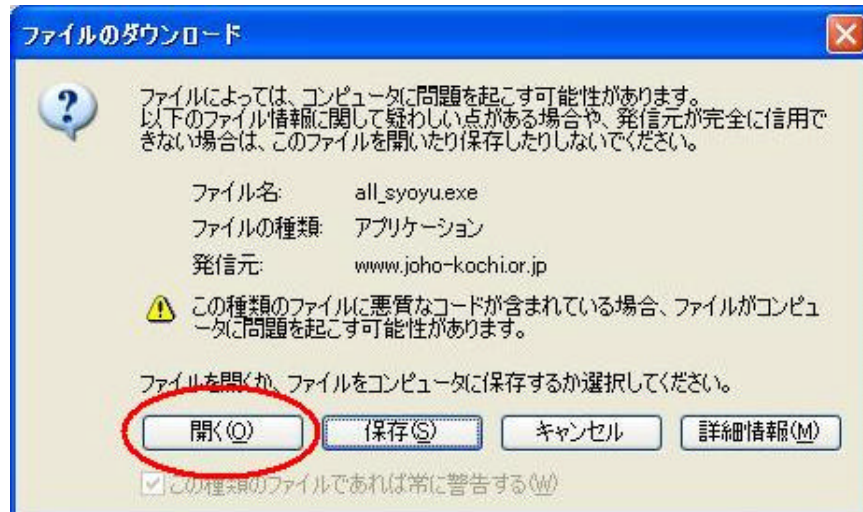 ファイルのダウンロード
ファイルによっては、コンピュータに問題を起こす可能性があります。
以下のファイル情報に関して疑わしい点がある場合や、発信元が完全に信用で
きない場合は、このファイルを開いたり保存したりしないでください。
ファイル名: all_syoyu.exe
ファイルの種類: アプリケーション
発信元: www.joho-kochi.or.jp
この種類のファイルに悪質なコードが含まれている場合、ファイルがコンピュ
ータに問題を起こす可能性があります。
ファイルを開くか、ファイルをコンピュータに保存するか選択してください。
開く(O) 保存(S) キャンセル 詳細情報(M)
この種類のファイルであれば常に警告する(W)